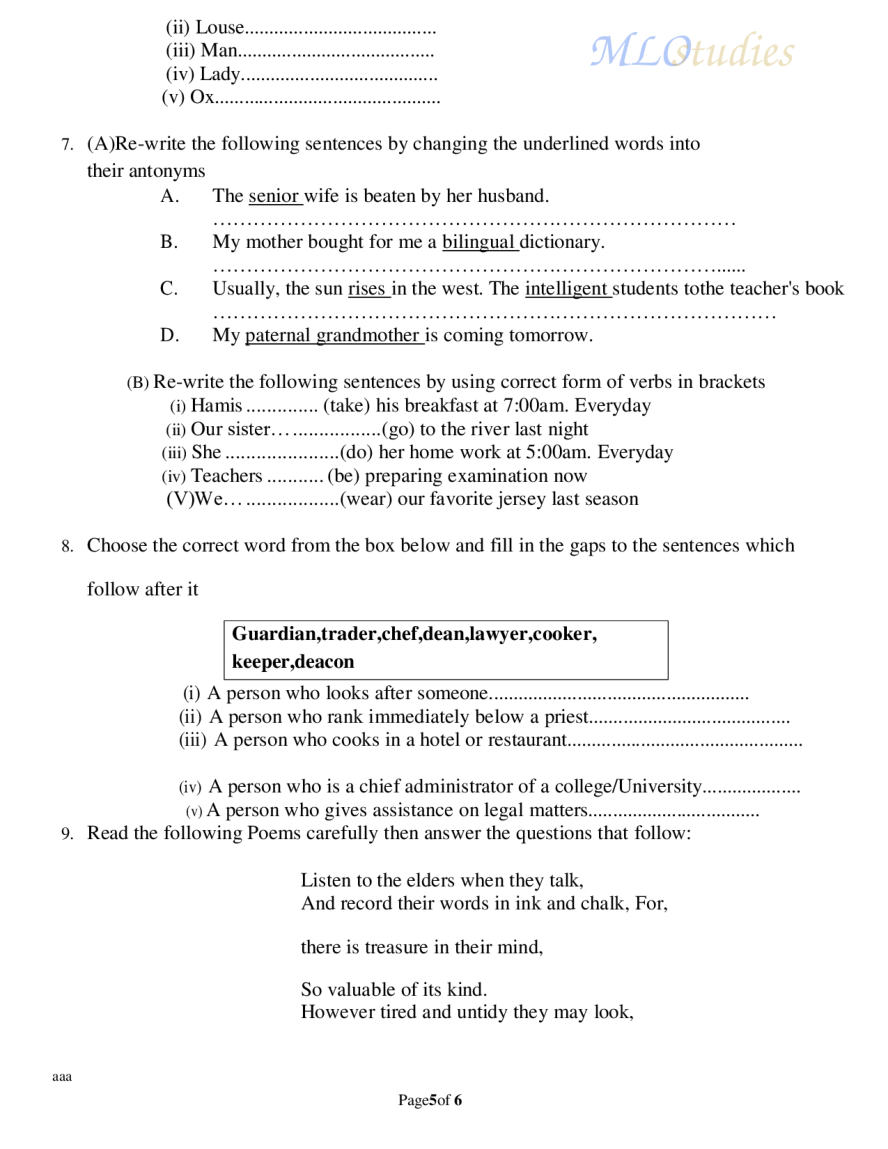 (ii) Louse.......................................
MLOstudies
(iii) Man........................................
(iv) Lady........................................
(v) Ox..............................................
7. (A)Re-write the following sentences by changing the underlined words into
their antonyms
A. The senior wife is beaten by her husband.
……………………………………………………………………
B. My mother bought for me a bilingual dictionary.
…………………………………………………………………......
C. Usually, the sun rises in the west. The intelligent students tothe teacher's book
…………………………………………………………………………
D. My paternal grandmother is coming tomorrow.
(B) Re-write the following sentences by using correct form of verbs in brackets
(i) Hamis .............. (take) his breakfast at 7:00am. Everyday
(ii) Our sister…..................(go) to the river last night
(iii) She .......................(do) her home work at 5:00am. Everyday
(iv) Teachers ........... (be) preparing examination now
(V)We… ...................(wear) our favorite jersey last season
8. Choose the correct word from the box below and fill in the gaps to the sentences which
follow after it
Guardian,trader,chef,dean,lawyer,cooker,
keeper,deacon
(i) A person who looks after someone.....................................................
(ii) A person who rank immediately below a priest.........................................
(iii) A person who cooks in a hotel or restaurant................................................
(iv) A person who is a chief administrator of a college/University....................
(v) A person who gives assistance on legal matters...................................
9. Read the following Poems carefully then answer the questions that follow:
Listen to the elders when they talk,
And record their words in ink and chalk, For,
there is treasure in their mind,
So valuable of its kind.
However tired and untidy they may look,
aaa
Page5of 6